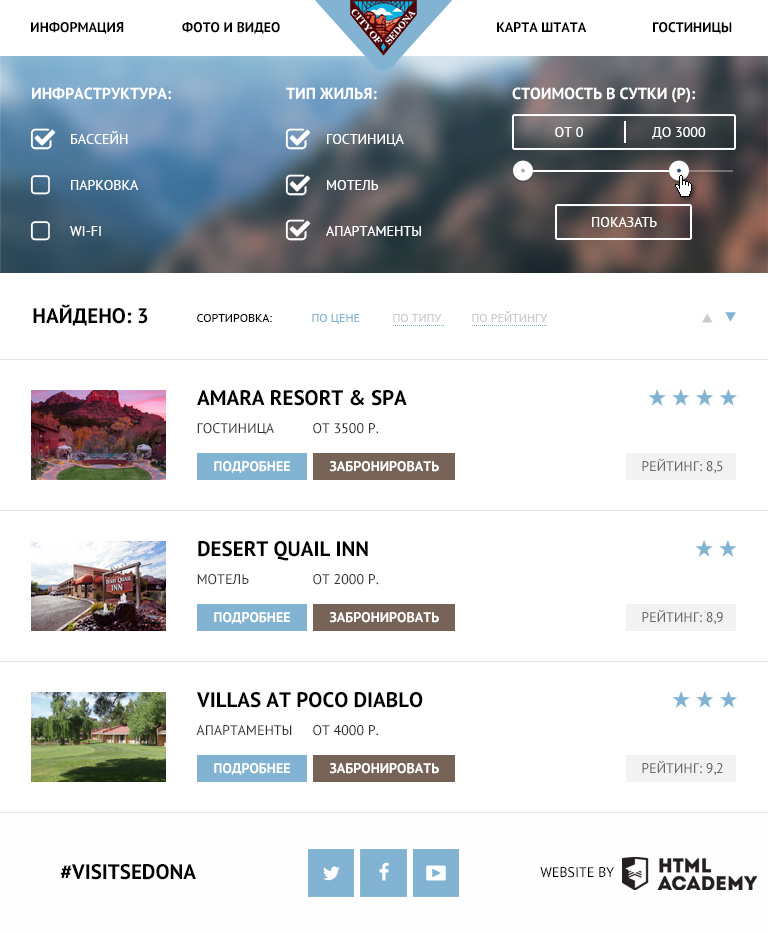 ИНФОРМАЦИЯ ФОТО И ВИДЕО КАРТА ШТАТА ГОСТИНИЦЫ
CITY OF SEDONA
ИНФРАСТРУКТУРА: ТИП ЖИЛЬЯ: СТОИМОСТЬ В СУТКИ (Р):
БАССЕЙН ГОСТИНИЦА ОТ 0 ДО 3000
ПАРКОВКА МОТЕЛЬ
WI-FI АПАРТАМЕНТЫ ПОКАЗАТЬ
НАЙДЕНО: 3 СОРТИРОВКА: ПО ЦЕНЕ ПО ТИПУ ПО РЕЙТИНГУ
AMARA RESORT & SPA
ГОСТИНИЦА ОТ 3500 Р.
ПОДРОБНЕЕ ЗАБРОНИРОВАТЬ РЕЙТИНГ: 8,5
DESERT QUAIL INN
DESERT QUAIL
INN
МОТЕЛЬ ОТ 2000 Р.
ПОДРОБНЕЕ ЗАБРОНИРОВАТЬ РЕЙТИНГ: 8,9
VILLAS AT POCO DIABLO
АПАРТАМЕНТЫ ОТ 4000 Р.
ПОДРОБНЕЕ ЗАБРОНИРОВАТЬ РЕЙТИНГ: 9,2
#VISITSEDONA f WEBSITE BY HTML
ACADEMY